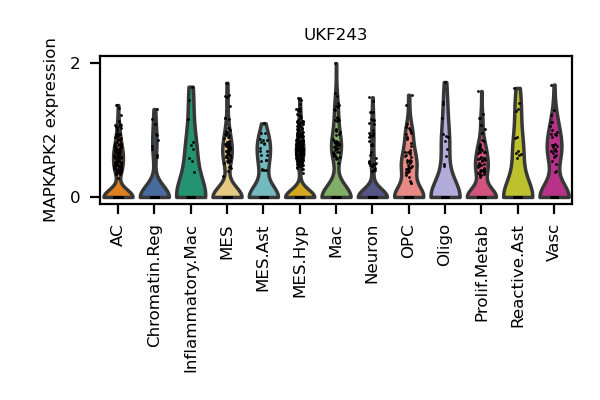 UKF243
MAPKAPK2 expression
2
0
AC
Chromatin.Reg
Inflammatory.Mac
MES
MES.Ast
MES.Hyp
Mac
Neuron
OPC
Oligo
Prolif.Metab
Reactive.Ast
Vasc